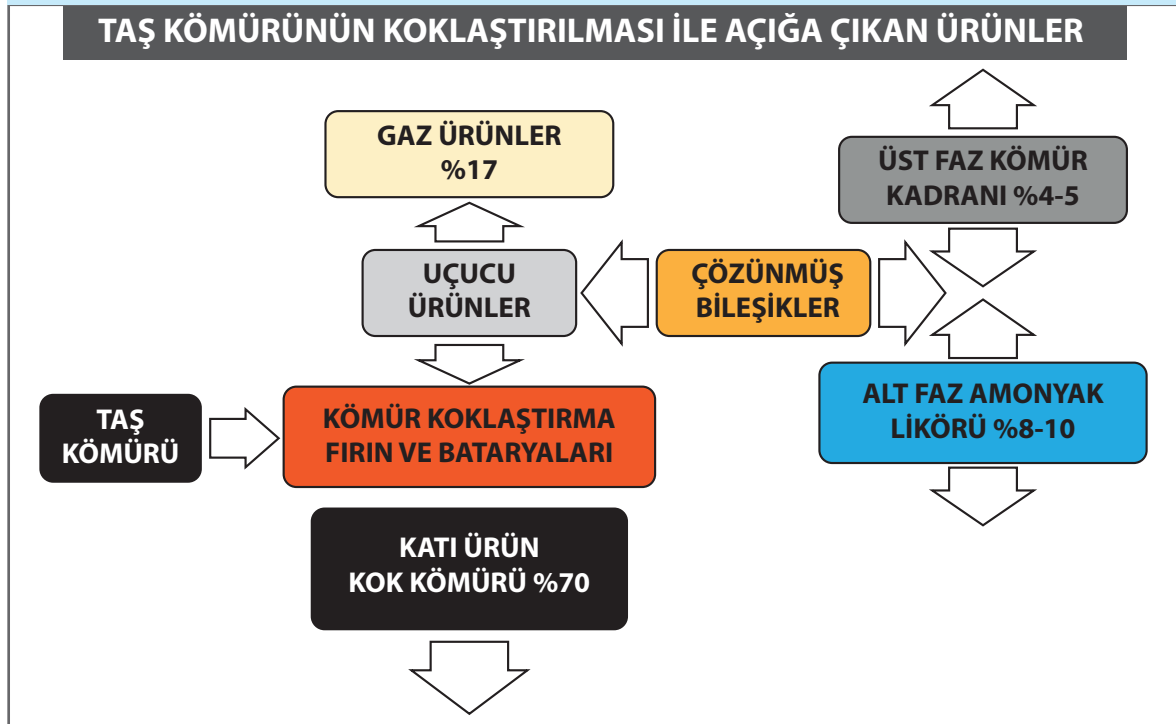 TAŞ KÖMÜRÜNÜN KOKLAŞTIRILMASI İLE AÇIĞA ÇIKAN ÜRÜNLER
GAZ ÜRÜNLER
%17
ÜST FAZ KÖMÜR
KADRANI %4-5
UÇUCU
ÜRÜNLER
ÇÖZÜNMÜŞ
BİLEŞİKLER
TAŞ
KÖMÜRÜ
KÖMÜR KOKLAŞTIRMA
FIRIN VE BATARYALARI
ALT FAZ AMONYAK
LİKÖRÜ %8-10
KATI ÜRÜN
KOK KÖMÜRÜ %70